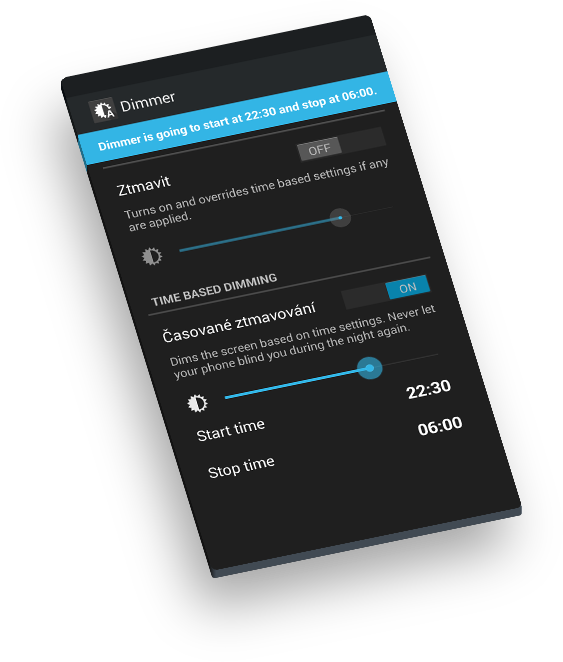 Dimmer
Dimmer is going to start at 22:30 and stop at 06:00.
Ztmavit
OFF
Turns on and overrides time based settings if any
are applied.
TIME BASED DIMMING
Časované ztmavování
ON
Dims the screen based on time settings. Never let
your phone blind you during the night again.
Start time
22:30
Stop time
06:00